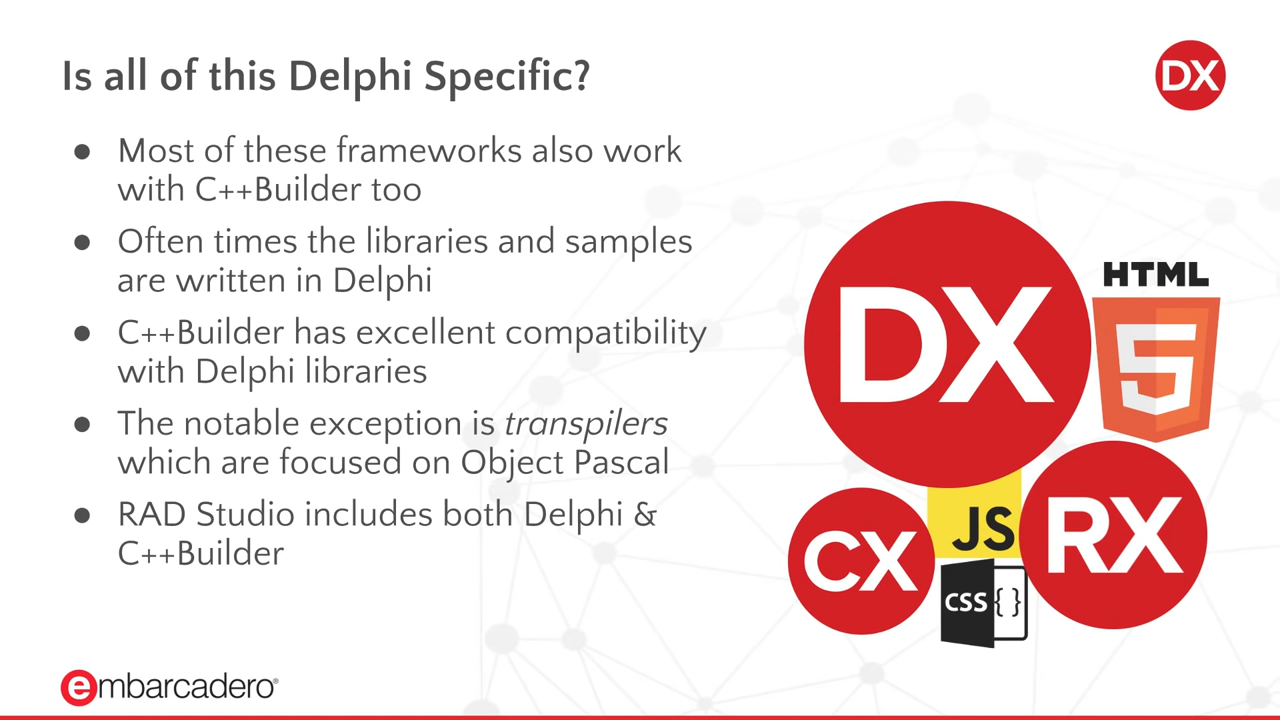 Is all of this Delphi Specific?
DX
● Most of these frameworks also work
with C++Builder too
● Often times the libraries and samples
are written in Delphi
● C++Builder has excellent compatibility
with Delphi libraries
● The notable exception is transpilers
which are focused on Object Pascal
● RAD Studio includes both Delphi &
C++Builder
DX
HTML
5
CX
JS
RX
CSS {}
embarcadero®